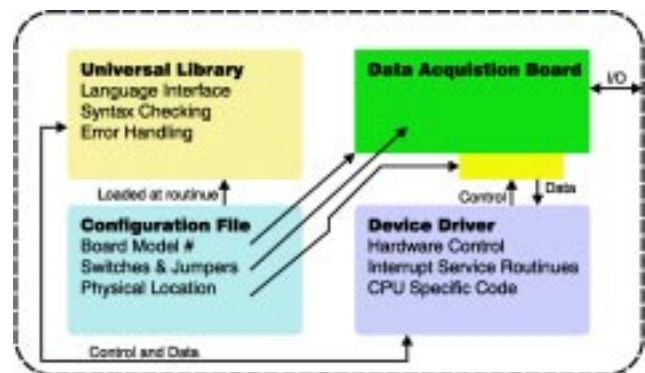 Universal Library
Language Interface
Syntax Checking
Error Handling
Data Acquistion Board
I/O
Loaded at routinue
Control
Data
Configuration File
Board Model #
Switches & Jumpers
Physical Location
Device Driver
Hardware Control
Interrupt Service Routinues
CPU Specific Code
Control and Data